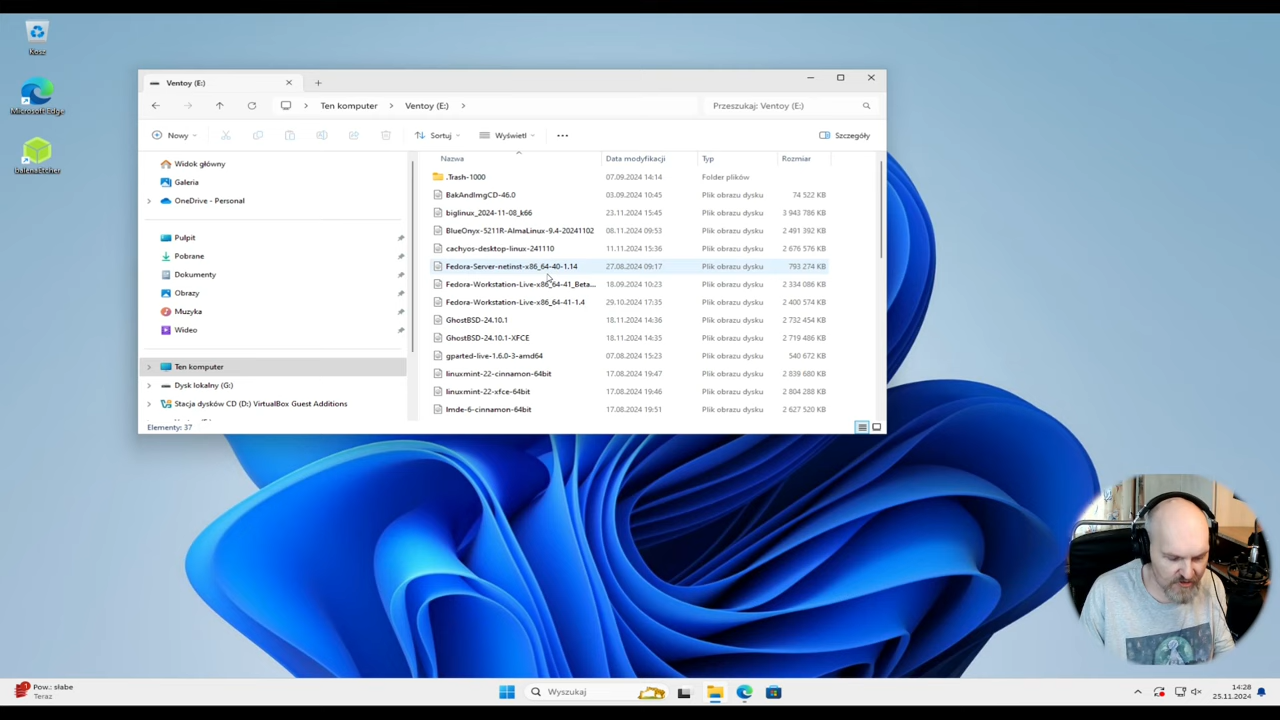 Kosz
Microsoft Edge
balenaEtcher
Ventoy (E:)
Ten komputer
Ventoy (E:)
Przeszukaj: Ventoy (E:)
Nowy
Sortuj
Wyświetl
Szczegóły
Widok główny
Galeria
OneDrive - Personal
Pulpit
Pobrane
Dokumenty
Obrazy
Muzyka
Wideo
Ten komputer
Dysk lokalny (G:)
Stacja dysków CD (D:) VirtualBox Guest Additions
Nazwa Data modyfikacji Typ Rozmiar
.Trash-1000 07.09.2024 14:14 Folder plików
BakAndImgCD-46.0 03.09.2024 10:45 Plik obrazu dysku 74 522 KB
biglinux_2024-11-08_k66 23.11.2024 15:45 Plik obrazu dysku 3 943 786 KB
BlueOnyx-5211R-AlmaLinux-9.4-20241102 08.11.2024 09:53 Plik obrazu dysku 2 491 392 KB
cachyos-desktop-linux-241110 11.11.2024 15:36 Plik obrazu dysku 2 676 576 KB
Fedora-Server-netinst-x86_64-40-1.14 27.08.2024 09:17 Plik obrazu dysku 793 274 KB
Fedora-Workstation-Live-x86_64-41_Beta... 18.09.2024 10:23 Plik obrazu dysku 2 334 086 KB
Fedora-Workstation-Live-x86_64-41-1.4 29.10.2024 17:35 Plik obrazu dysku 2 400 574 KB
GhostBSD-24.10.1 18.11.2024 14:36 Plik obrazu dysku 2 732 454 KB
GhostBSD-24.10.1-XFCE 18.11.2024 14:35 Plik obrazu dysku 2 719 486 KB
gparted-live-1.6.0-3-amd64 07.08.2024 15:23 Plik obrazu dysku 540 672 KB
linuxmint-22-cinnamon-64bit 17.08.2024 19:47 Plik obrazu dysku 2 839 680 KB
linuxmint-22-xfce-64bit 17.08.2024 19:46 Plik obrazu dysku 2 804 288 KB
lmde-6-cinnamon-64bit 17.08.2024 19:51 Plik obrazu dysku 2 627 520 KB
Elementy: 37
Pow.: słabe
Teraz
Wyszukaj
14:28
25.11.2024